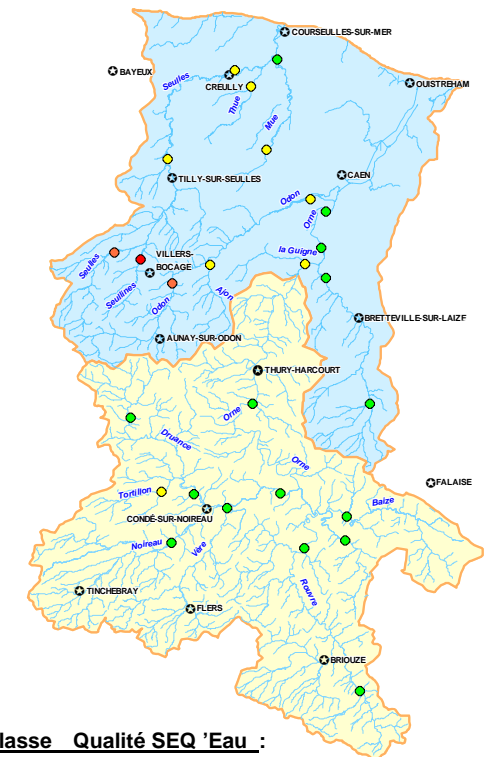 COURSEULLES-SUR-MER
BAYEUX
Seulles
CREULLY
OUISTREHAM
Thue
Mue
TILLY-SUR-SEULLES
CAEN
Odon
Orne
la Guigne
VILLERS-
BOCAGE
Seulles
Seullines
Odon
Ajon
BRETTEVILLE-SUR-LAIZF
AUNAY-SUR-ODON
THURY-HARCOURT
Orne
Druance
Orne
FALAISE
Tortillon
Baize
CONDÉ-SUR-NOIREAU
Noireau
Vère
TINCHEBRAY
Rouvre
FLERS
BRIOUZE
lasse Qualité SEQ ’Eau :